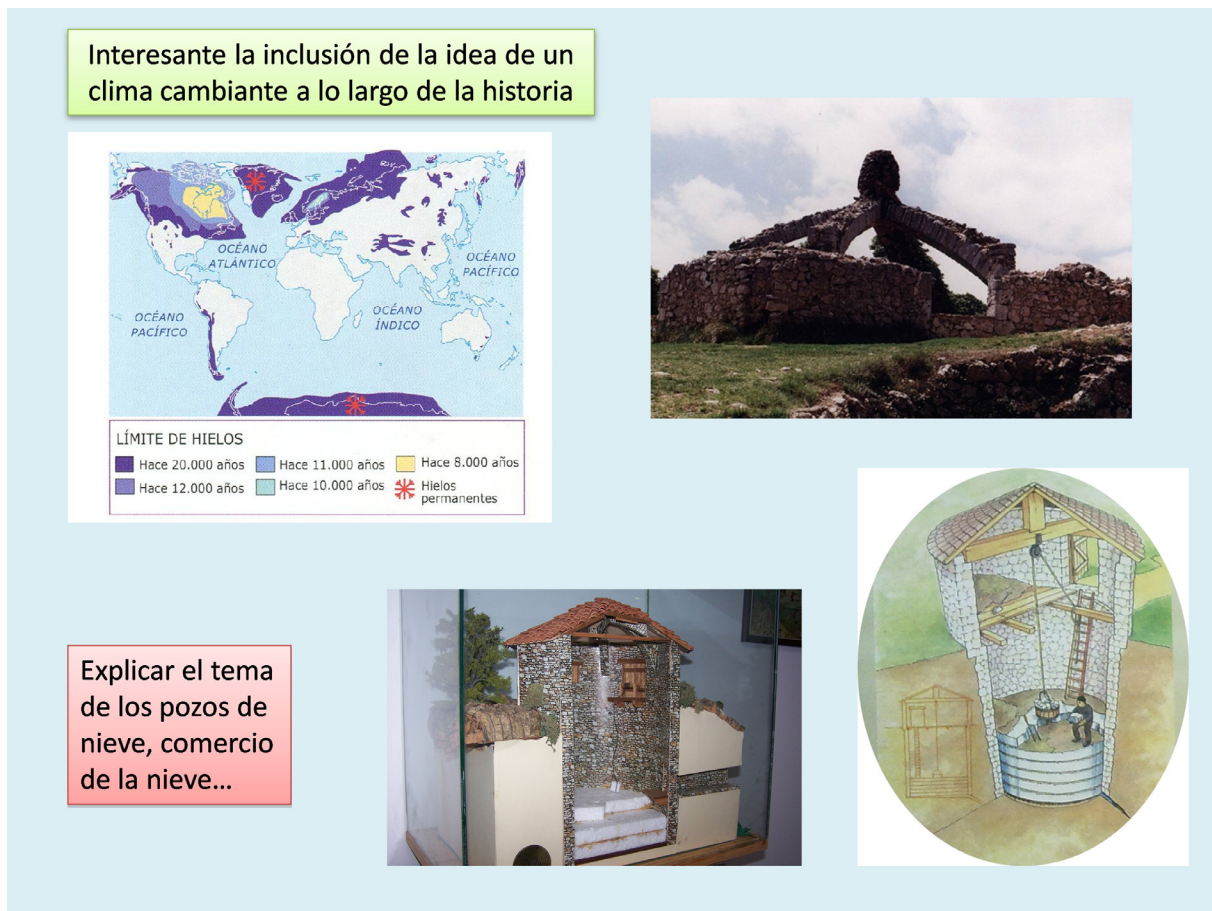 Interesante la inclusión de la idea de un
clima cambiante a lo largo de la historia
OCÉANO
ATLÁNTICO
OCÉANO
PACÍFICO
OCÉANO
PACÍFICO
OCÉANO
ÍNDICO
LÍMITE DE HIELOS
Hace 20.000 años
Hace 11.000 años
Hace 8.000 años
Hace 12.000 años
Hace 10.000 años
Hielos
permanentes
Explicar el tema
de los pozos de
nieve, comercio
de la nieve...